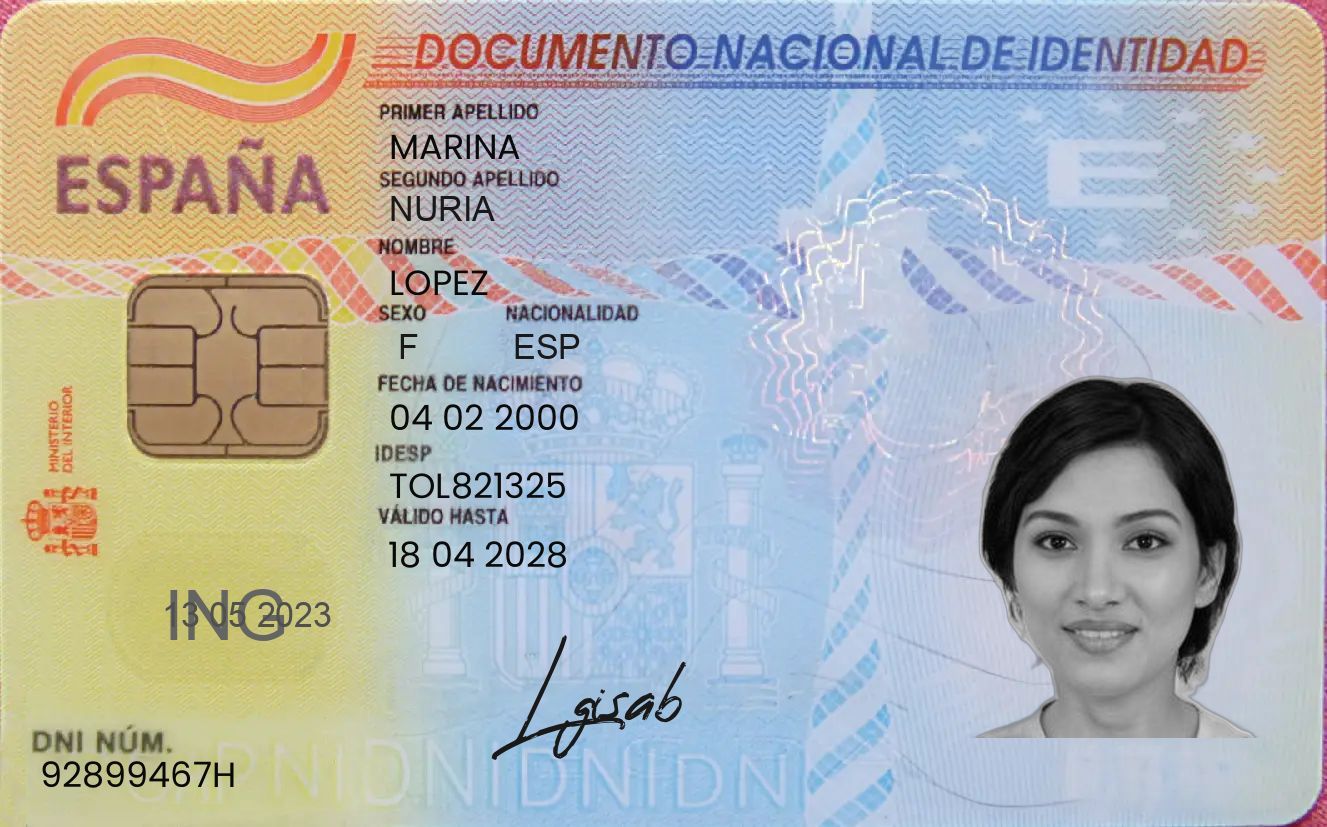 DOCUMENTO NACIONAL DE IDENTIDAD
ESPAÑA
PRIMER APELLIDO
MARINA
SEGUNDO APELLIDO
NURIA
NOMBRE
LOPEZ
SEXO NACIONALIDAD
F ESP
FECHA DE NACIMIENTO
04 02 2000
IDESP
TOL821325
VÁLIDO HASTA
18 04 2028
MINISTERIO
DEL INTERIOR
E
ING
13 05 2023
Lgisab
DNI NÚM.
92899467H
DNIDNIDNIDN